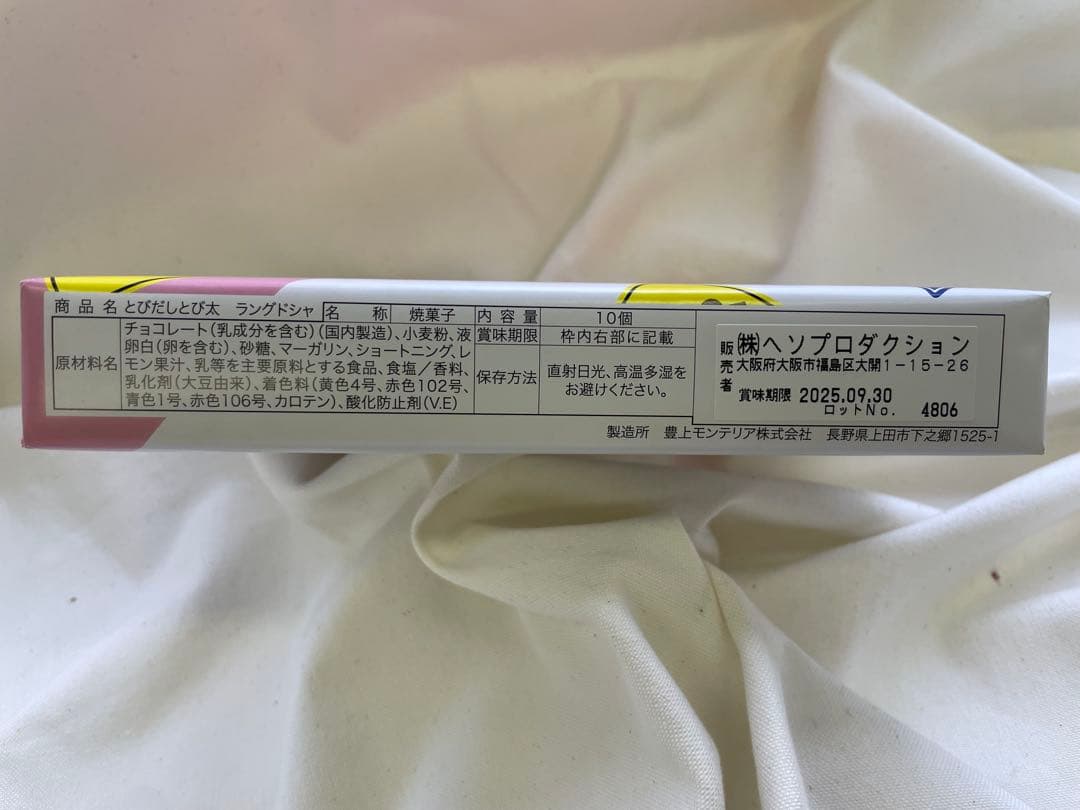 商品名 とびだしとび太 ラングドシャ
名称 焼菓子
原材料名
チョコレート(乳成分を含む)(国内製造)、小麦粉、液
卵白(卵を含む)、砂糖、マーガリン、ショートニング、レ
モン果汁、乳等を主要原料とする食品、食塩/香料、
乳化剤(大豆由来)、着色料(黄色4号、赤色102号、
青色1号、赤色106号、カロテン)、酸化防止剤(V.E)
内容量 10個
賞味期限 枠内右部に記載
保存方法 直射日光、高温多湿を
お避けください。
販売者 ㈱ヘソプロダクション
大阪府大阪市福島区大開1-15-26
賞味期限 2025.09.30
ロットNo. 4806
製造所 豊上モンテリア株式会社 長野県上田市下之郷1525-1